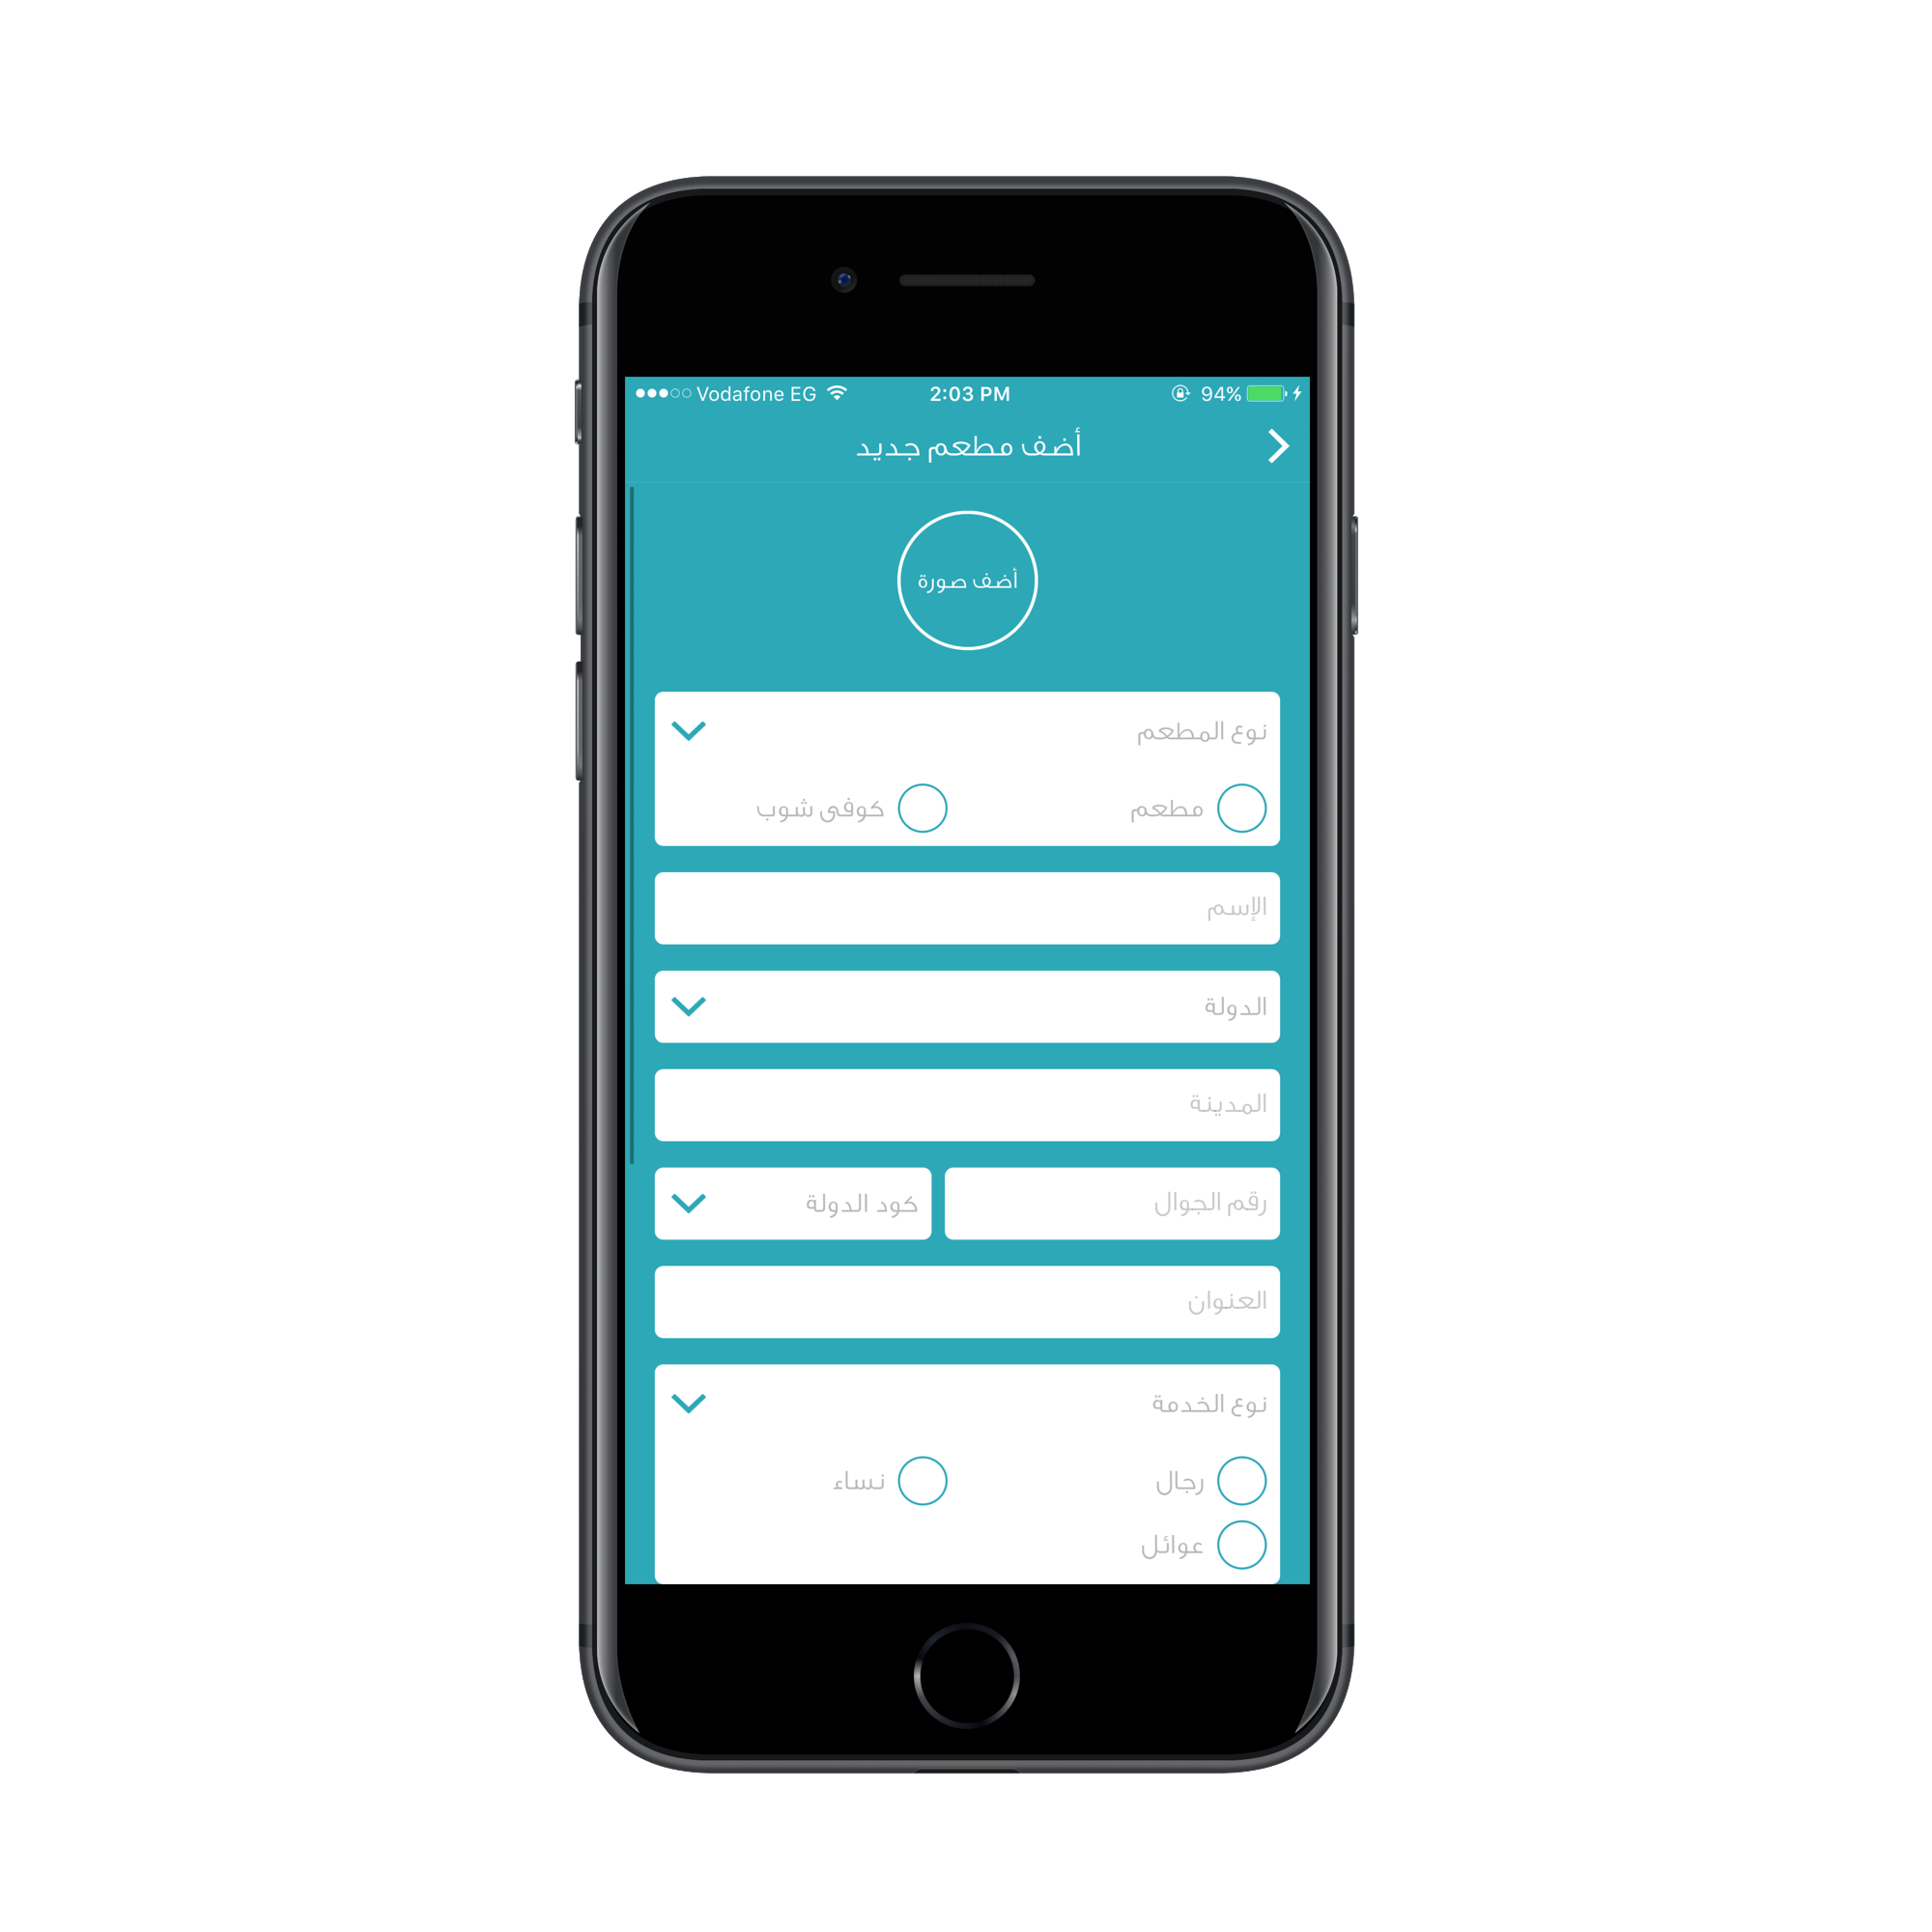 Vodafone EG 2:03 PM 94%
أضف مطعم جديد
أضف صورة
نوع المطعم
مطعم كوفى شوب
الإسم
الدولة
المدينة
رقم الجوال كود الدولة
العنوان
نوع الخدمة
رجال نساء
عوائل